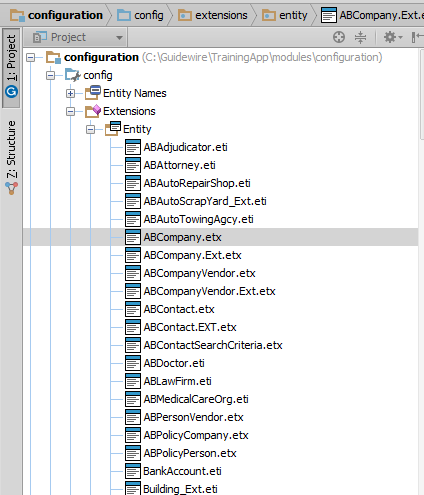 configuration config extensions entity ABCompany.Ext.e
Project
configuration (C:\Guidewire\TrainingApp\modules\configuration)
config
Entity Names
Extensions
Entity
ABAdjudicator.eti
ABAttorney.eti
ABAutoRepairShop.eti
ABAutoScrapYard_Ext.eti
ABAutoTowingAgcy.eti
ABCompany.etx
ABCompany.Ext.etx
ABCompanyVendor.etx
ABCompanyVendor.Ext.etx
ABContact.etx
ABContact.EXT.etx
ABContactSearchCriteria.etx
ABDoctor.eti
ABLawFirm.eti
ABMedicalCareOrg.eti
ABPersonVendor.etx
ABPolicyCompany.etx
ABPolicyPerson.etx
BankAccount.eti
Building_Ext.eti
1: Project
Z: Structure